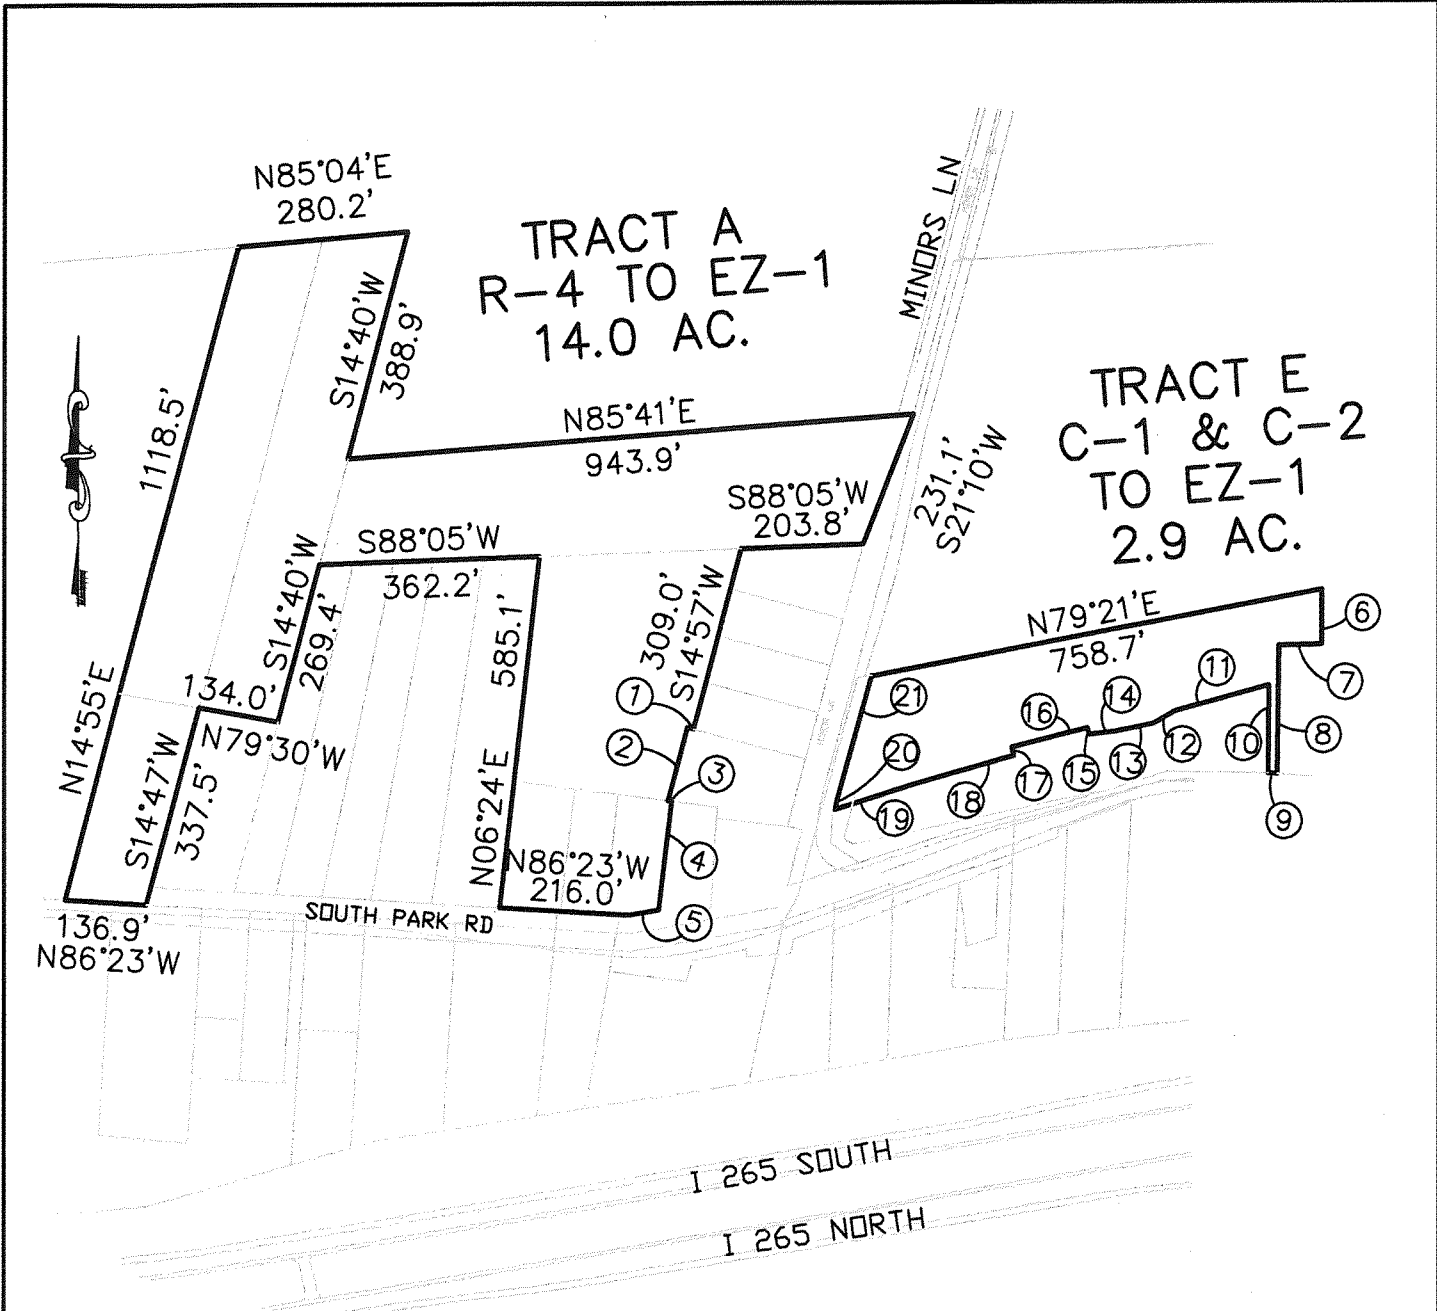 N85°04'E
280.2'
TRACT A
R-4 TO EZ-1
14.0 AC.
MINORS LN
S14°40'W
388.9'
1118.5'
N14°55'E
N85°41'E
943.9'
TRACT E
C-1 & C-2
TO EZ-1
2.9 AC.
231.1'
S21°10'W
S88°05'W
203.8'
S88°05'W
362.2'
S14°40'W
269.4'
585.1'
N06°24'E
309.0'
S14°57'W
134.0'
N79°30'W
S14°47'W
337.5'
N79°21'E
758.7'
1
2
3
4
5
6
7
8
9
10
11
12
13
14
15
16
17
18
19
20
21
N86°23'W
216.0'
136.9'
N86°23'W
SOUTH PARK RD
I 265 SOUTH
I 265 NORTH